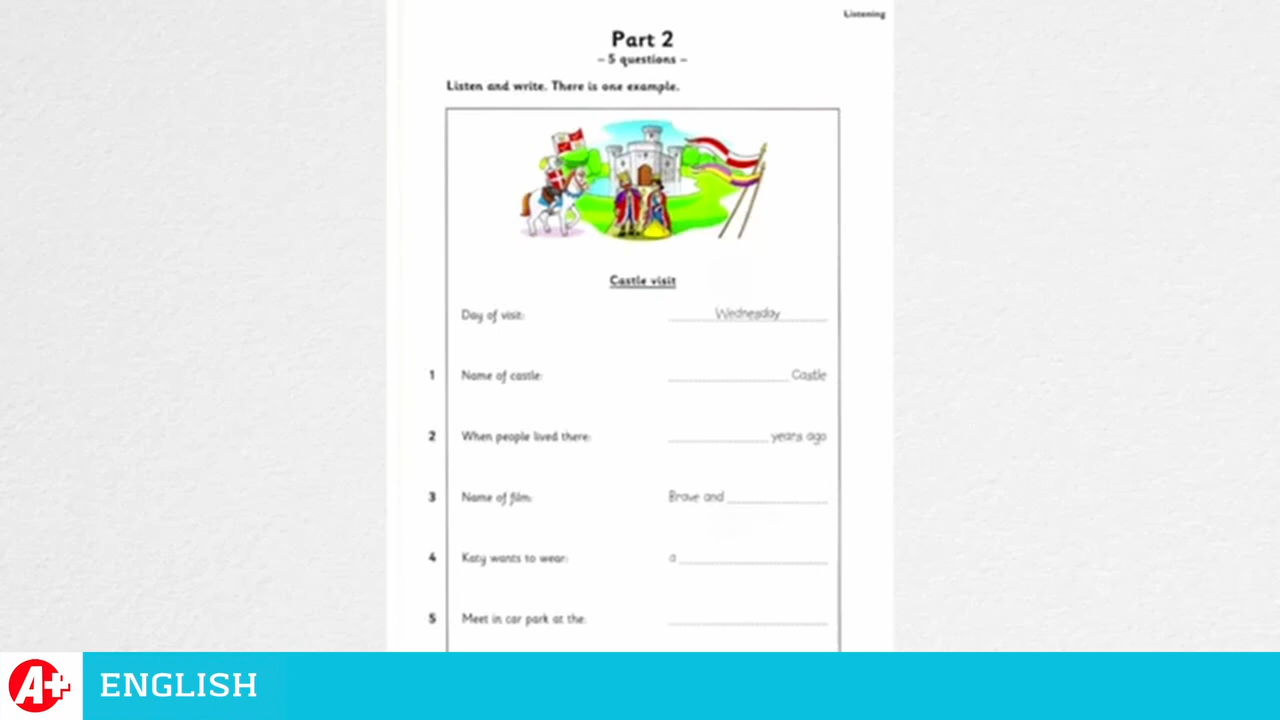 Listening
Part 2
– 5 questions –
Listen and write. There is one example.
Castle visit
Day of visit: Wednesday
1 Name of castle: Castle
2 When people lived there: years ago
3 Name of film: Brave and
4 Katy wants to wear: a
5 Meet in car park at the:
A+ ENGLISH